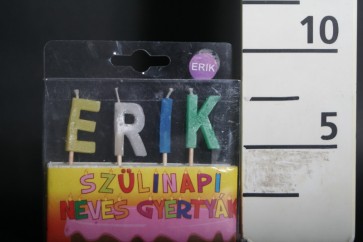 ERIK
10
ERIK
5
SZÜLINAPI
NEVES GYERTYÁK